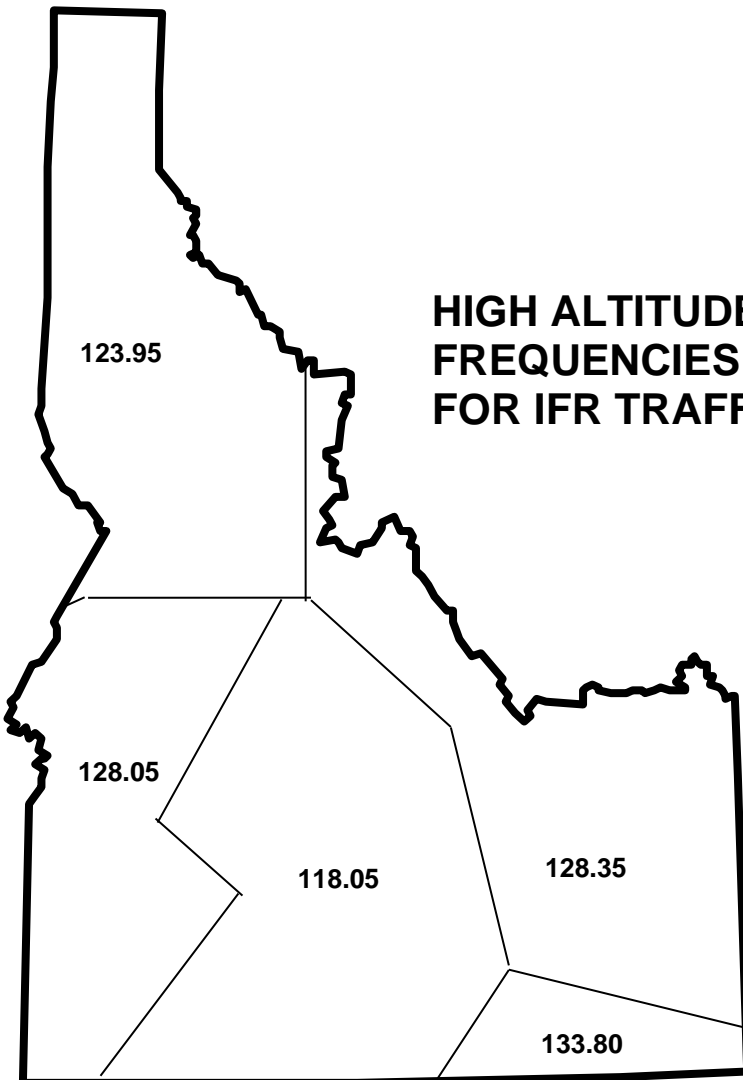 HIGH ALTITUDE
FREQUENCIES
FOR IFR TRAFF
123.95
128.05
118.05
128.35
133.80